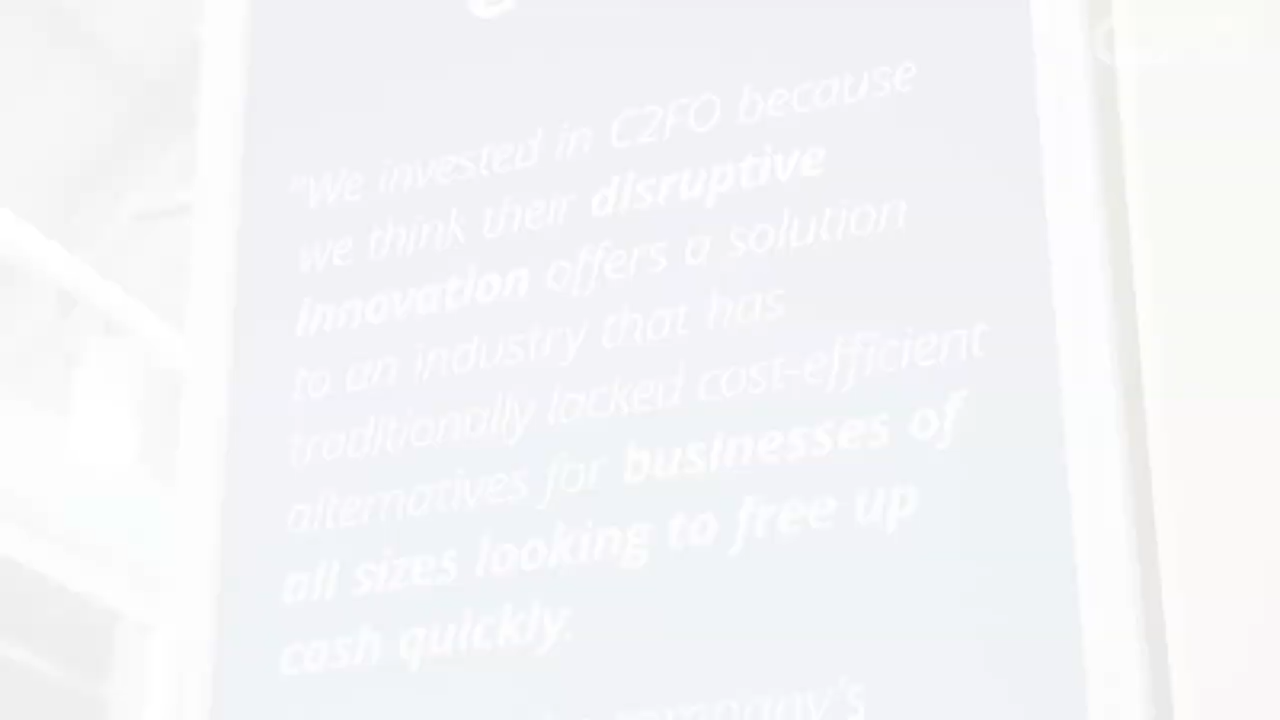 "We invested in C2FO because
we think their disruptive
innovation offers a solution
to an industry that has
traditionally lacked cost-efficient
alternatives for businesses of
all sizes looking to free up
cash quickly.
company's